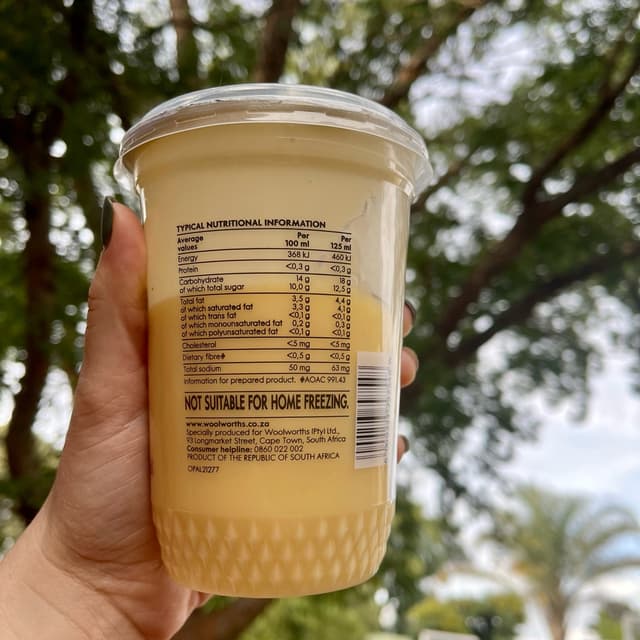 TYPICAL NUTRITIONAL INFORMATION
Average values Per 100 ml Per 125 ml
Energy 368 kJ 460 kJ
Protein <0,3 g <0,3 g
Carbohydrate 14 g 18 g
of which total sugar 10,0 g 12,5 g
Total fat 3,5 g 4,4 g
of which saturated fat 3,3 g 4,1 g
of which trans fat <0,1 g <0,1 g
of which monounsaturated fat 0,2 g 0,3 g
of which polyunsaturated fat <0,1 g <0,1 g
Cholesterol <5 mg <5 mg
Dietary fibre# <0,5 g <0,5 g
Total sodium 50 mg 63 mg
Information for prepared product. #AOAC 991.43
NOT SUITABLE FOR HOME FREEZING.
www.woolworths.co.za
Specially produced for Woolworths (Pty) Ltd.,
93 Longmarket Street, Cape Town, South Africa
Consumer helpline: 0860 022 002
PRODUCT OF THE REPUBLIC OF SOUTH AFRICA
OPAL21277